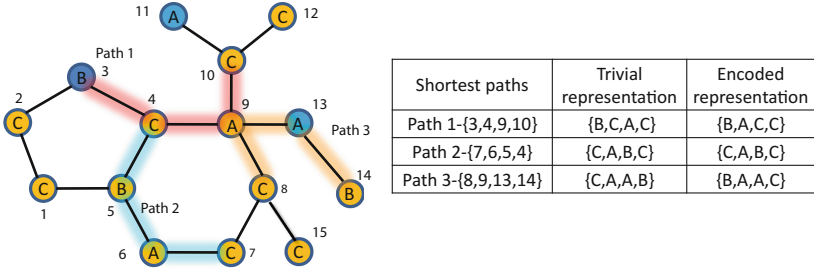 11
A
C
12
Path 1
B
3
C
10
2
C
4
C
9
A
13
A
Path 3
C
1
B
5
Path 2
C
8
14
B
6
A
C
7
15
C
Shortest paths
Trivial representation
Encoded representation
Path 1-{3,4,9,10} {B,C,A,C} {B,A,C,C}
Path 2-{7,6,5,4} {C,A,B,C} {C,A,B,C}
Path 3-{8,9,13,14} {C,A,A,B} {B,A,A,C}